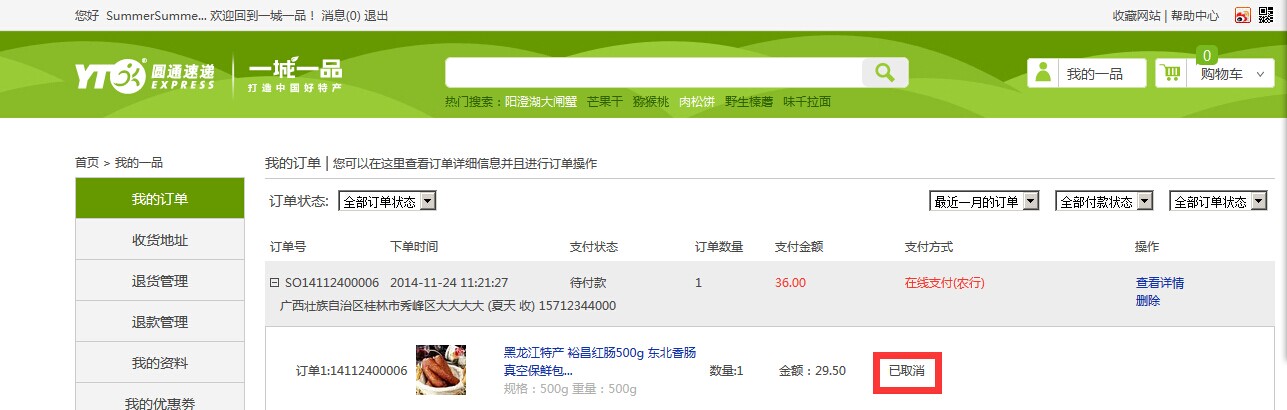 您好 SummerSumme... 欢迎回到一城一品！ 消息(0) 退出 收藏网站 | 帮助中心
YTO 圆通速递 EXPRESS 一城一品 打造中国好特产
我的一品 0 购物车
热门搜索： 阳澄湖大闸蟹 芒果干 猕猴桃 肉松饼 野生榛蘑 味千拉面
首页 > 我的一品
我的订单 | 您可以在这里查看订单详细信息并且进行订单操作
我的订单
收货地址
退货管理
退款管理
我的资料
我的优惠券
订单状态: 全部订单状态 最近一月的订单 全部付款状态 全部订单状态
订单号 下单时间 支付状态 订单数量 支付金额 支付方式 操作
SO14112400006 2014-11-24 11:21:27 待付款 1 36.00 在线支付(农行) 查看详情
删除
广西壮族自治区桂林市秀峰区大大大大 (夏天 收) 15712344000
订单1:14112400006
黑龙江特产 裕昌红肠500g 东北香肠
真空保鲜包...
规格：500g 重量：500g
数量:1 金额：29.50 已取消